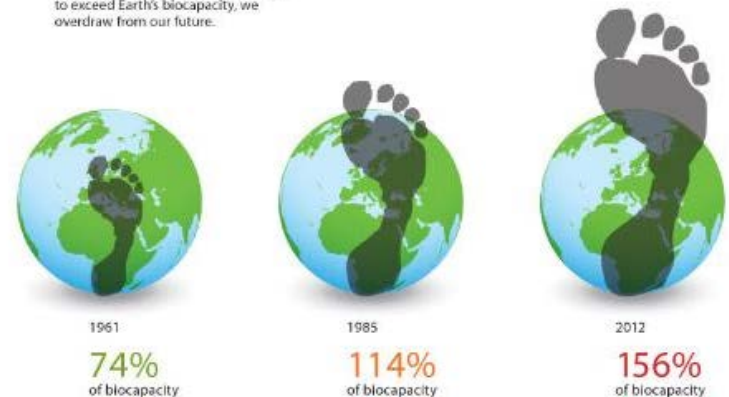 to exceed Earth's biocapacity, we
overdraw from our future.
1961
1985
2012
74%
114%
156%
of biocapacity
of biocapacity
of biocapacity